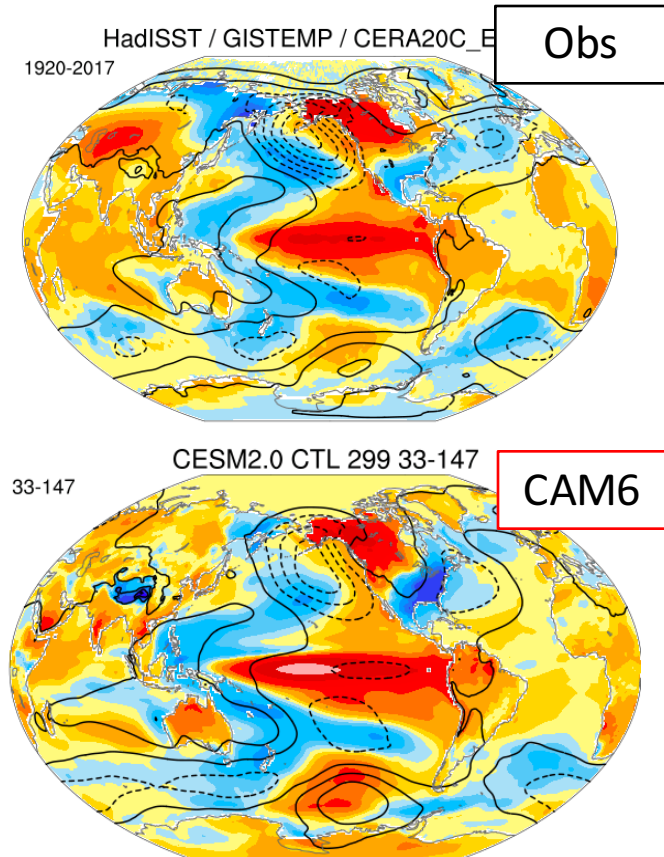 HadISST / GISTEMP / CERA20C_E
Obs
1920-2017
CESM2.0 CTL 299 33-147
CAM6
33-147